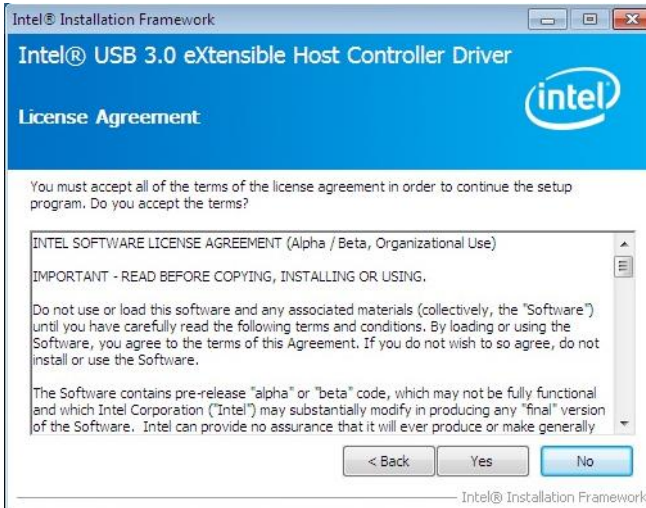 Intel® Installation Framework
Intel® USB 3.0 eXtensible Host Controller Driver
intel
License Agreement
You must accept all of the terms of the license agreement in order to continue the setup
program. Do you accept the terms?
INTEL SOFTWARE LICENSE AGREEMENT (Alpha / Beta, Organizational Use)
IMPORTANT - READ BEFORE COPYING, INSTALLING OR USING.
Do not use or load this software and any associated materials (collectively, the "Software")
until you have carefully read the following terms and conditions. By loading or using the
Software, you agree to the terms of this Agreement. If you do not wish to so agree, do not
install or use the Software.
The Software contains pre-release "alpha" or "beta" code, which may not be fully functional
and which Intel Corporation ("Intel") may substantially modify in producing any "final" version
of the Software. Intel can provide no assurance that it will ever produce or make generally
< Back Yes No
Intel® Installation Framework